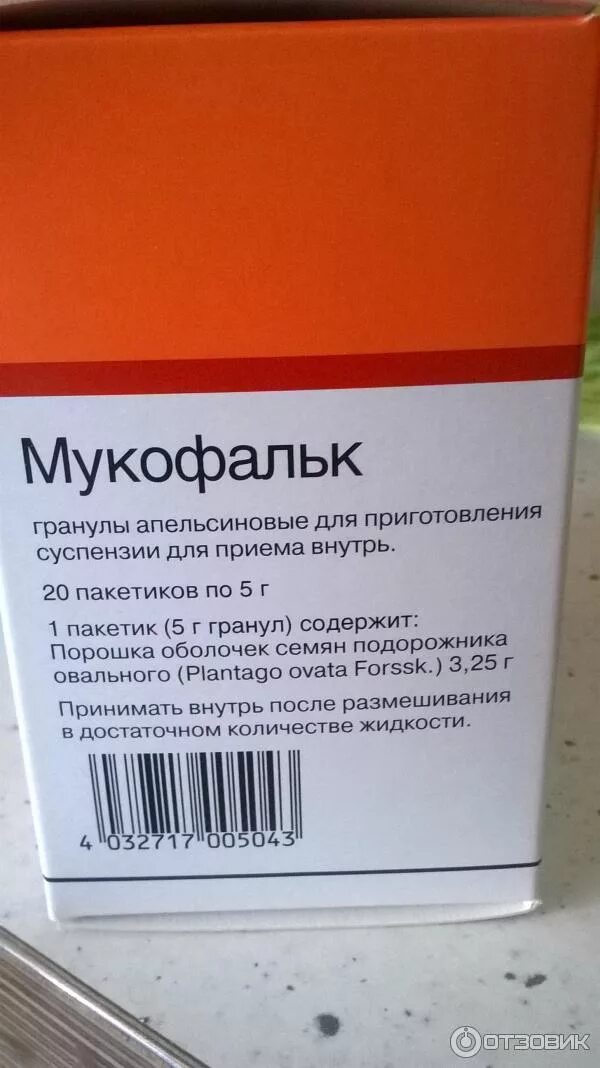 Мукофальк
гранулы апельсиновые для приготовления
суспензии для приема внутрь.
20 пакетиков по 5 г
1 пакетик (5 г гранул) содержит:
Порошка оболочек семян подорожника
овального (Plantago ovata Forssk.) 3,25 г
Принимать внутрь после размешивания
в достаточном количестве жидкости.
4 032717 005043
ОТЗОВИК